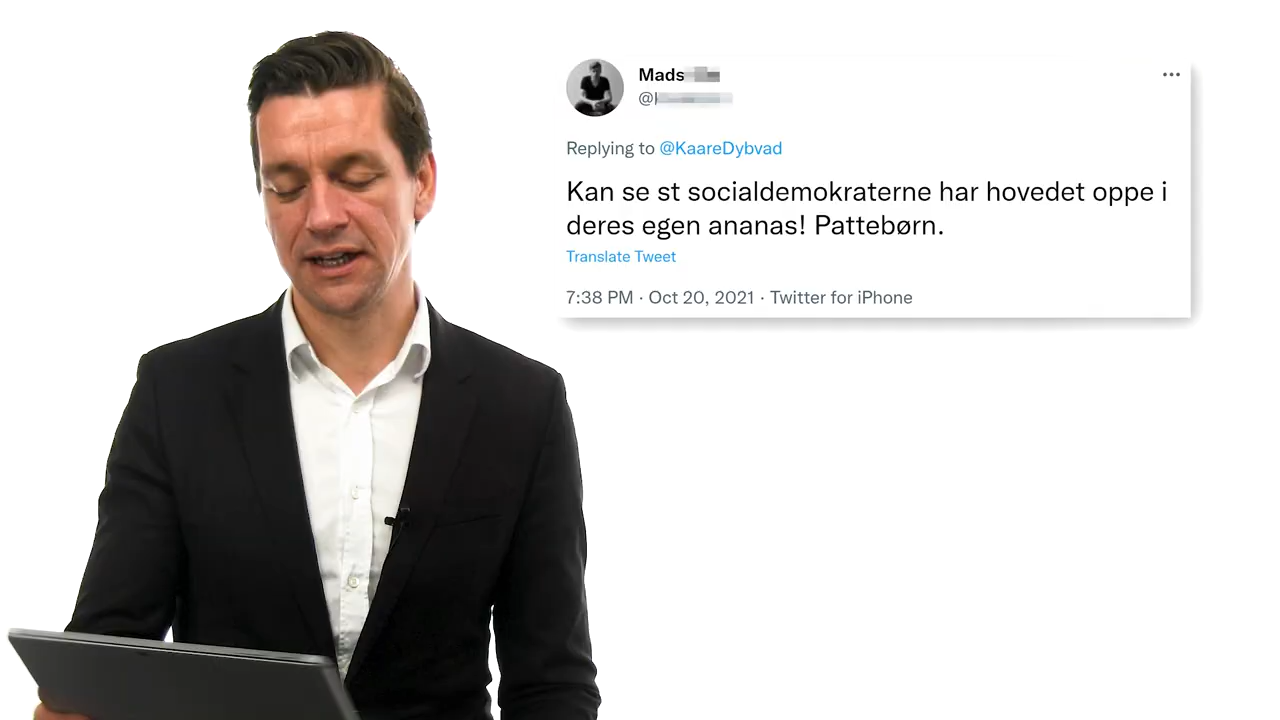 Mads
@
Replying to @KaareDybvad
Kan se st socialdemokraterne har hovedet oppe i
deres egen ananas! Pattebørn.
Translate Tweet
7:38 PM · Oct 20, 2021 · Twitter for iPhone